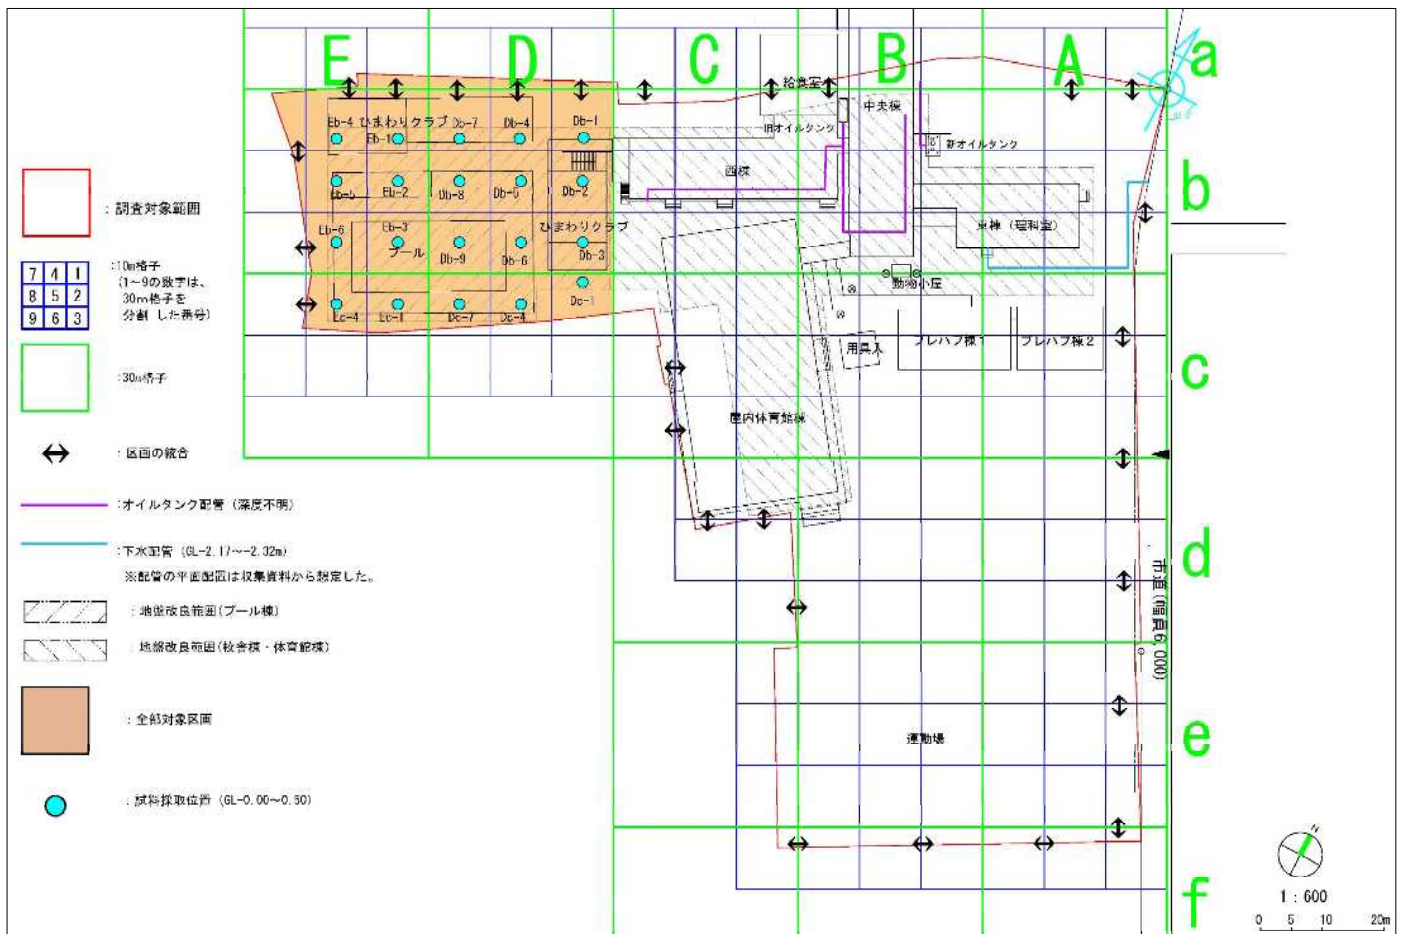 E
D
C
B
A
a
b
c
d
e
f
給食室
中央棟
旧オイルタンク
新オイルタンク
西棟
東棟（理科室）
動物小屋
用具入
プレハブ棟1
プレハブ棟2
屋内体育館棟
運動場
市道(幅員6,000)
Eb-4
ひまわりクラブ
Db-7
Db-4
Db-1
Eb-1
Eb-5
Eb-2
Db-8
Db-5
Db-2
Eb-6
Eb-3
プール
Db-9
Db-6
ひまわりクラブ
Db-3
Dc-1
Ec-4
Ec-1
Dc-7
Dc-4
：調査対象範囲
7 4 1
8 5 2
9 6 3
:10m格子
(1～9の数字は、
30m格子を
分割 した番号)
:30m格子
：区画の統合
:オイルタンク配管（深度不明）
:下水配管（GL-2.17～-2.32m）
※配管の平面配置は収集資料から想定した。
：地盤改良範囲(プール棟)
：地盤改良範囲(校舎棟・体育館棟)
：全部対象区画
：試料採取位置（GL-0.00～0.50）
N
1：600
0 5 10 20m